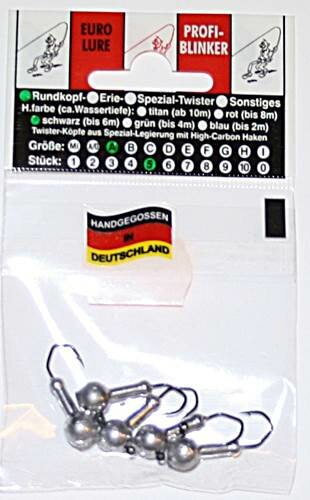 EURO LURE
PROFI-BLINKER
Rundkopf- Erie- Spezial-Twister Sonstiges
H.farbe (ca.Wassertiefe): titan (ab 10m) rot (bis 8m)
schwarz (bis 6m) grün (bis 4m) blau (bis 2m)
Twister-Köpfe aus Spezial-Legierung mit High-Carbon Haken
Größe: A B C D E F G H I
Stück: 1 2 3 4 5 6 7 8 9 10 0
HANDGEGOSSEN
IN
DEUTSCHLAND